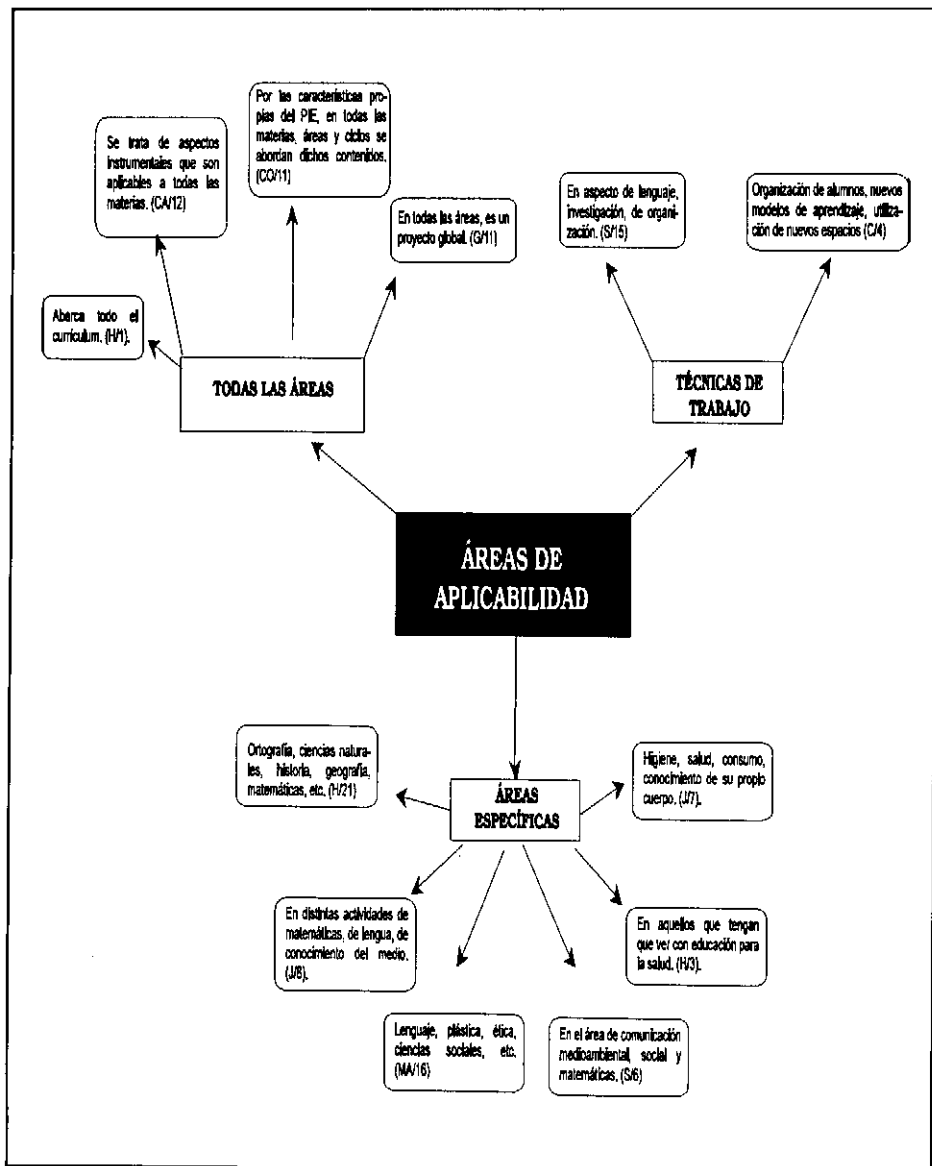 Por las características pro-
pias del PIE, en todas las
materias, áreas y ciclos se
abordan dichos contenidos.
(CO/11)
Se trata de aspectos
instrumentales que son
aplicables a todas las
materias. (CA/12)
En todas las áreas, es un
proyecto global. (G/11)
Abarca todo el
currículum. (H/1).
TODAS LAS ÁREAS
En aspecto de lenguaje,
investigación, de organi-
zación. (S/15)
Organización de alumnos, nuevos
modelos de aprendizaje, utiliza-
ción de nuevos espacios (C/4)
TÉCNICAS DE
TRABAJO
ÁREAS DE
APLICABILIDAD
Ortografía, ciencias natura-
les, historia, geografía,
matemáticas, etc. (H/21)
Higiene, salud, consumo,
conocimiento de su propio
cuerpo. (J/7).
ÁREAS
ESPECÍFICAS
En distintas actividades de
matemáticas, de lengua, de
conocimiento del medio.
(J/8).
En aquellos que tengan
que ver con educación para
la salud. (H/3).
Lenguaje, plástica, ética,
ciencias sociales, etc.
(MA/16)
En el área de comunicación
medioambiental, social y
matemáticas, (S/6)